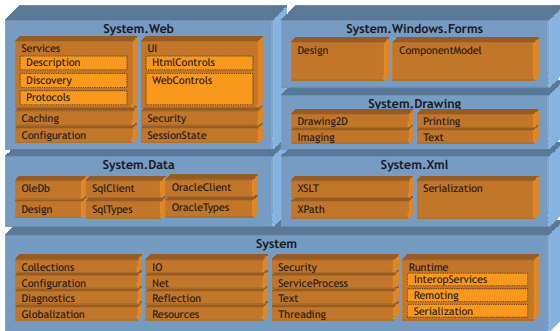 System.Web
Services
Description
Discovery
Protocols
Caching
Configuration
UI
HtmlControls
WebControls
Security
SessionState
System.Windows.Forms
Design
ComponentModel
System.Drawing
Drawing2D
Imaging
Printing
Text
System.Data
OleDb
SqlClient
OracleClient
Design
SqlTypes
OracleTypes
System.Xml
XSLT
XPath
Serialization
System
Collections
Configuration
Diagnostics
Globalization
IO
Net
Reflection
Resources
Security
ServiceProcess
Text
Threading
Runtime
InteropServices
Remoting
Serialization